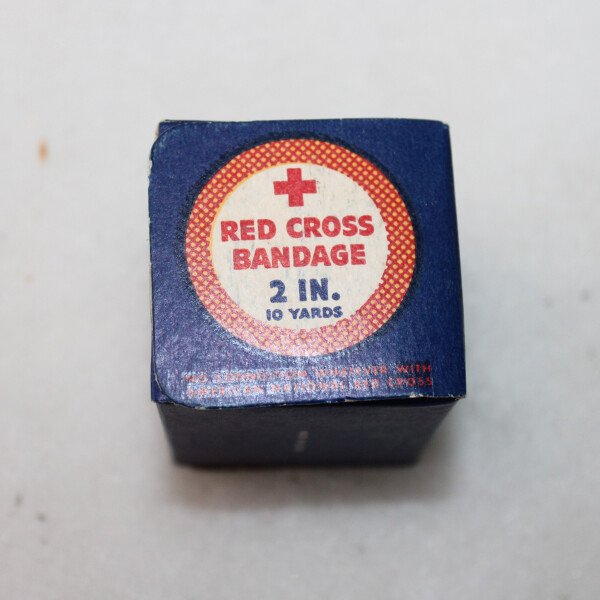 RED CROSS
BANDAGE
2 IN.
10 YARDS
NO CONNECTION WHATEVER WITH
AMERICAN NATIONAL RED CROSS